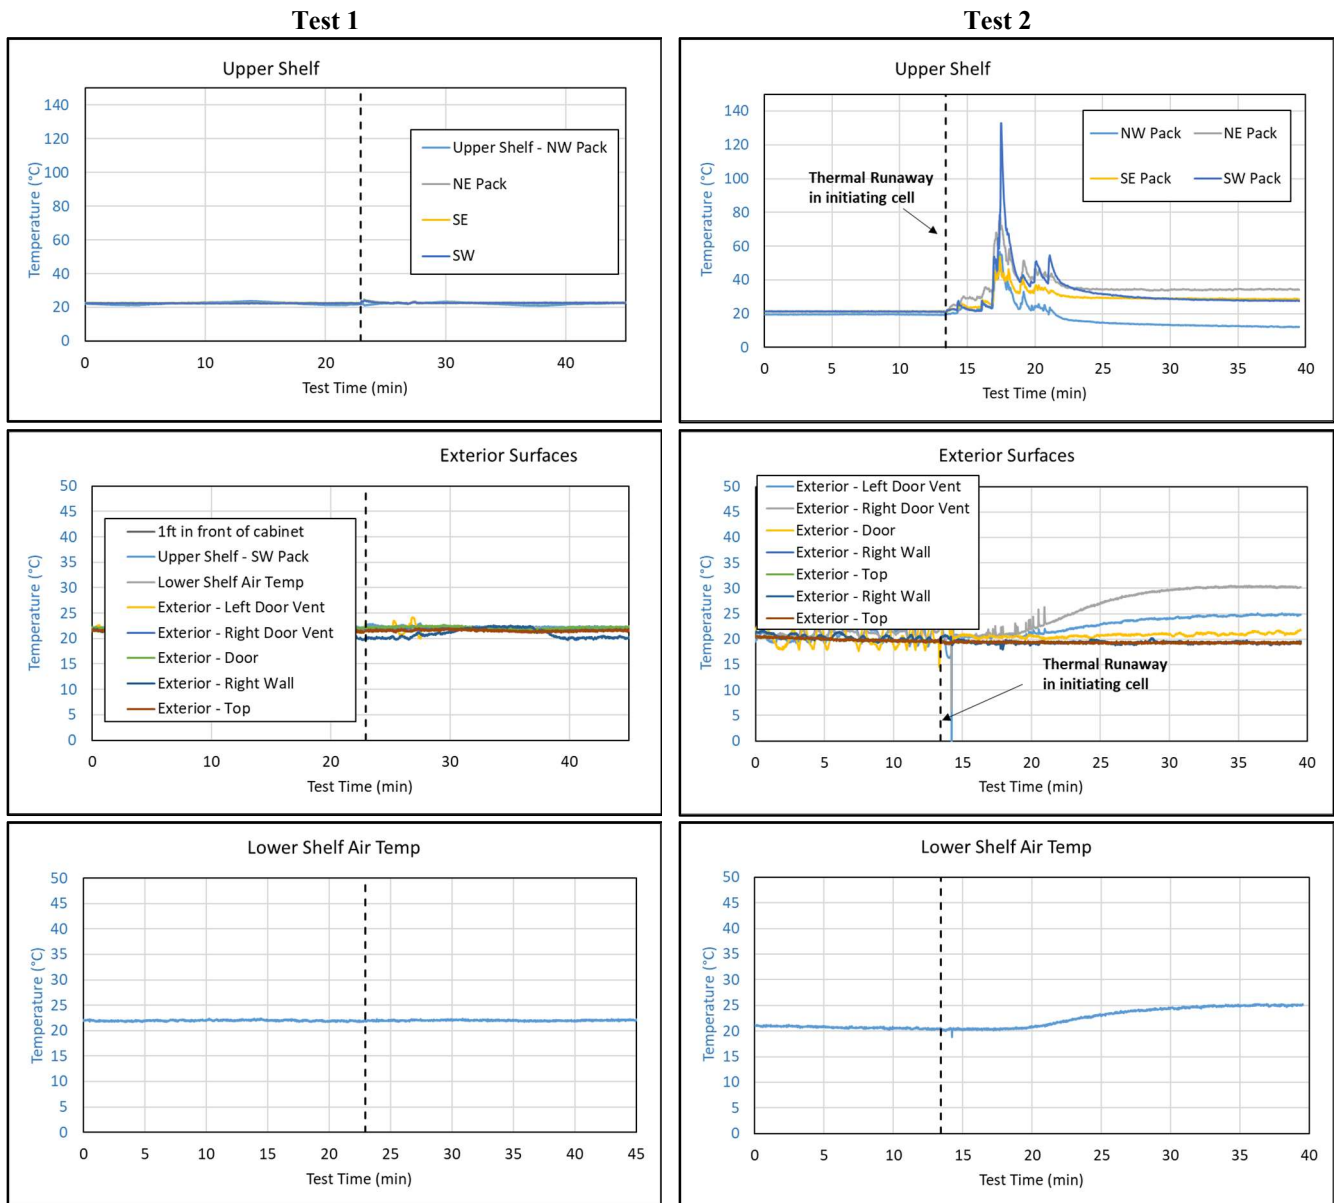 Test 1
Test 2
Upper Shelf
Temperature (°C)
140
120
100
80
60
40
20
0
Upper Shelf - NW Pack
NE Pack
SE
SW
0 10 20 30 40
Test Time (min)
Upper Shelf
Temperature (°C)
140
120
100
80
60
40
20
0
Thermal Runaway
in initiating cell
NW Pack NE Pack
SE Pack SW Pack
0 5 10 15 20 25 30 35 40
Test Time (min)
Exterior Surfaces
Temperature (°C)
50
45
40
35
30
25
20
15
10
5
0
1ft in front of cabinet
Upper Shelf - SW Pack
Lower Shelf Air Temp
Exterior - Left Door Vent
Exterior - Right Door Vent
Exterior - Door
Exterior - Right Wall
Exterior - Top
0 10 20 30 40
Test Time (min)
Exterior Surfaces
Temperature (°C)
50
45
40
35
30
25
20
15
10
5
0
Exterior - Left Door Vent
Exterior - Right Door Vent
Exterior - Door
Exterior - Right Wall
Exterior - Top
Exterior - Right Wall
Exterior - Top
Thermal Runaway
in initiating cell
0 5 10 15 20 25 30 35 40
Test Time (min)
Lower Shelf Air Temp
Temperature (°C)
50
45
40
35
30
25
20
15
10
5
0
0 5 10 15 20 25 30 35 40 45
Test Time (min)
Lower Shelf Air Temp
Temperature (°C)
50
45
40
35
30
25
20
15
10
5
0
0 5 10 15 20 25 30 35 40
Test Time (min)